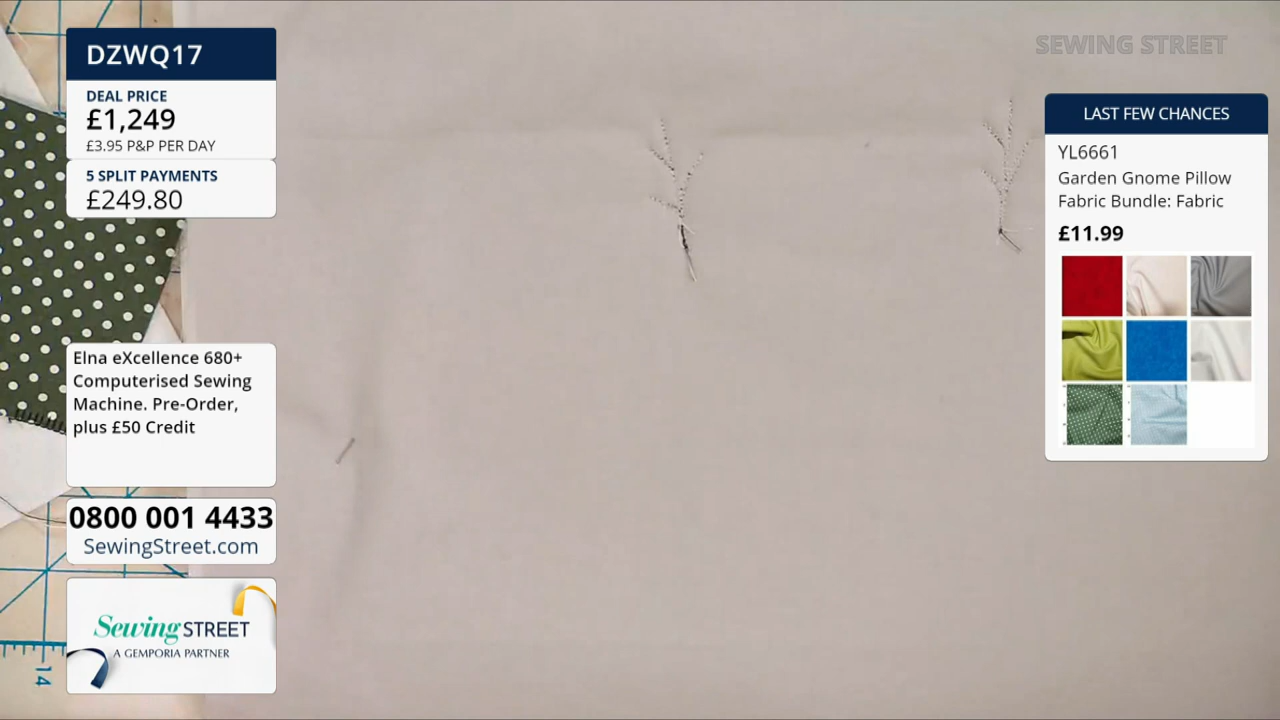 DZWQ17
DEAL PRICE
£1,249
£3.95 P&P PER DAY
5 SPLIT PAYMENTS
£249.80
Elna eXcellence 680+
Computerised Sewing
Machine. Pre-Order,
plus £50 Credit
0800 001 4433
SewingStreet.com
Sewing STREET
A GEMPORIA PARTNER
14
SEWING STREET
LAST FEW CHANCES
YL6661
Garden Gnome Pillow
Fabric Bundle: Fabric
£11.99